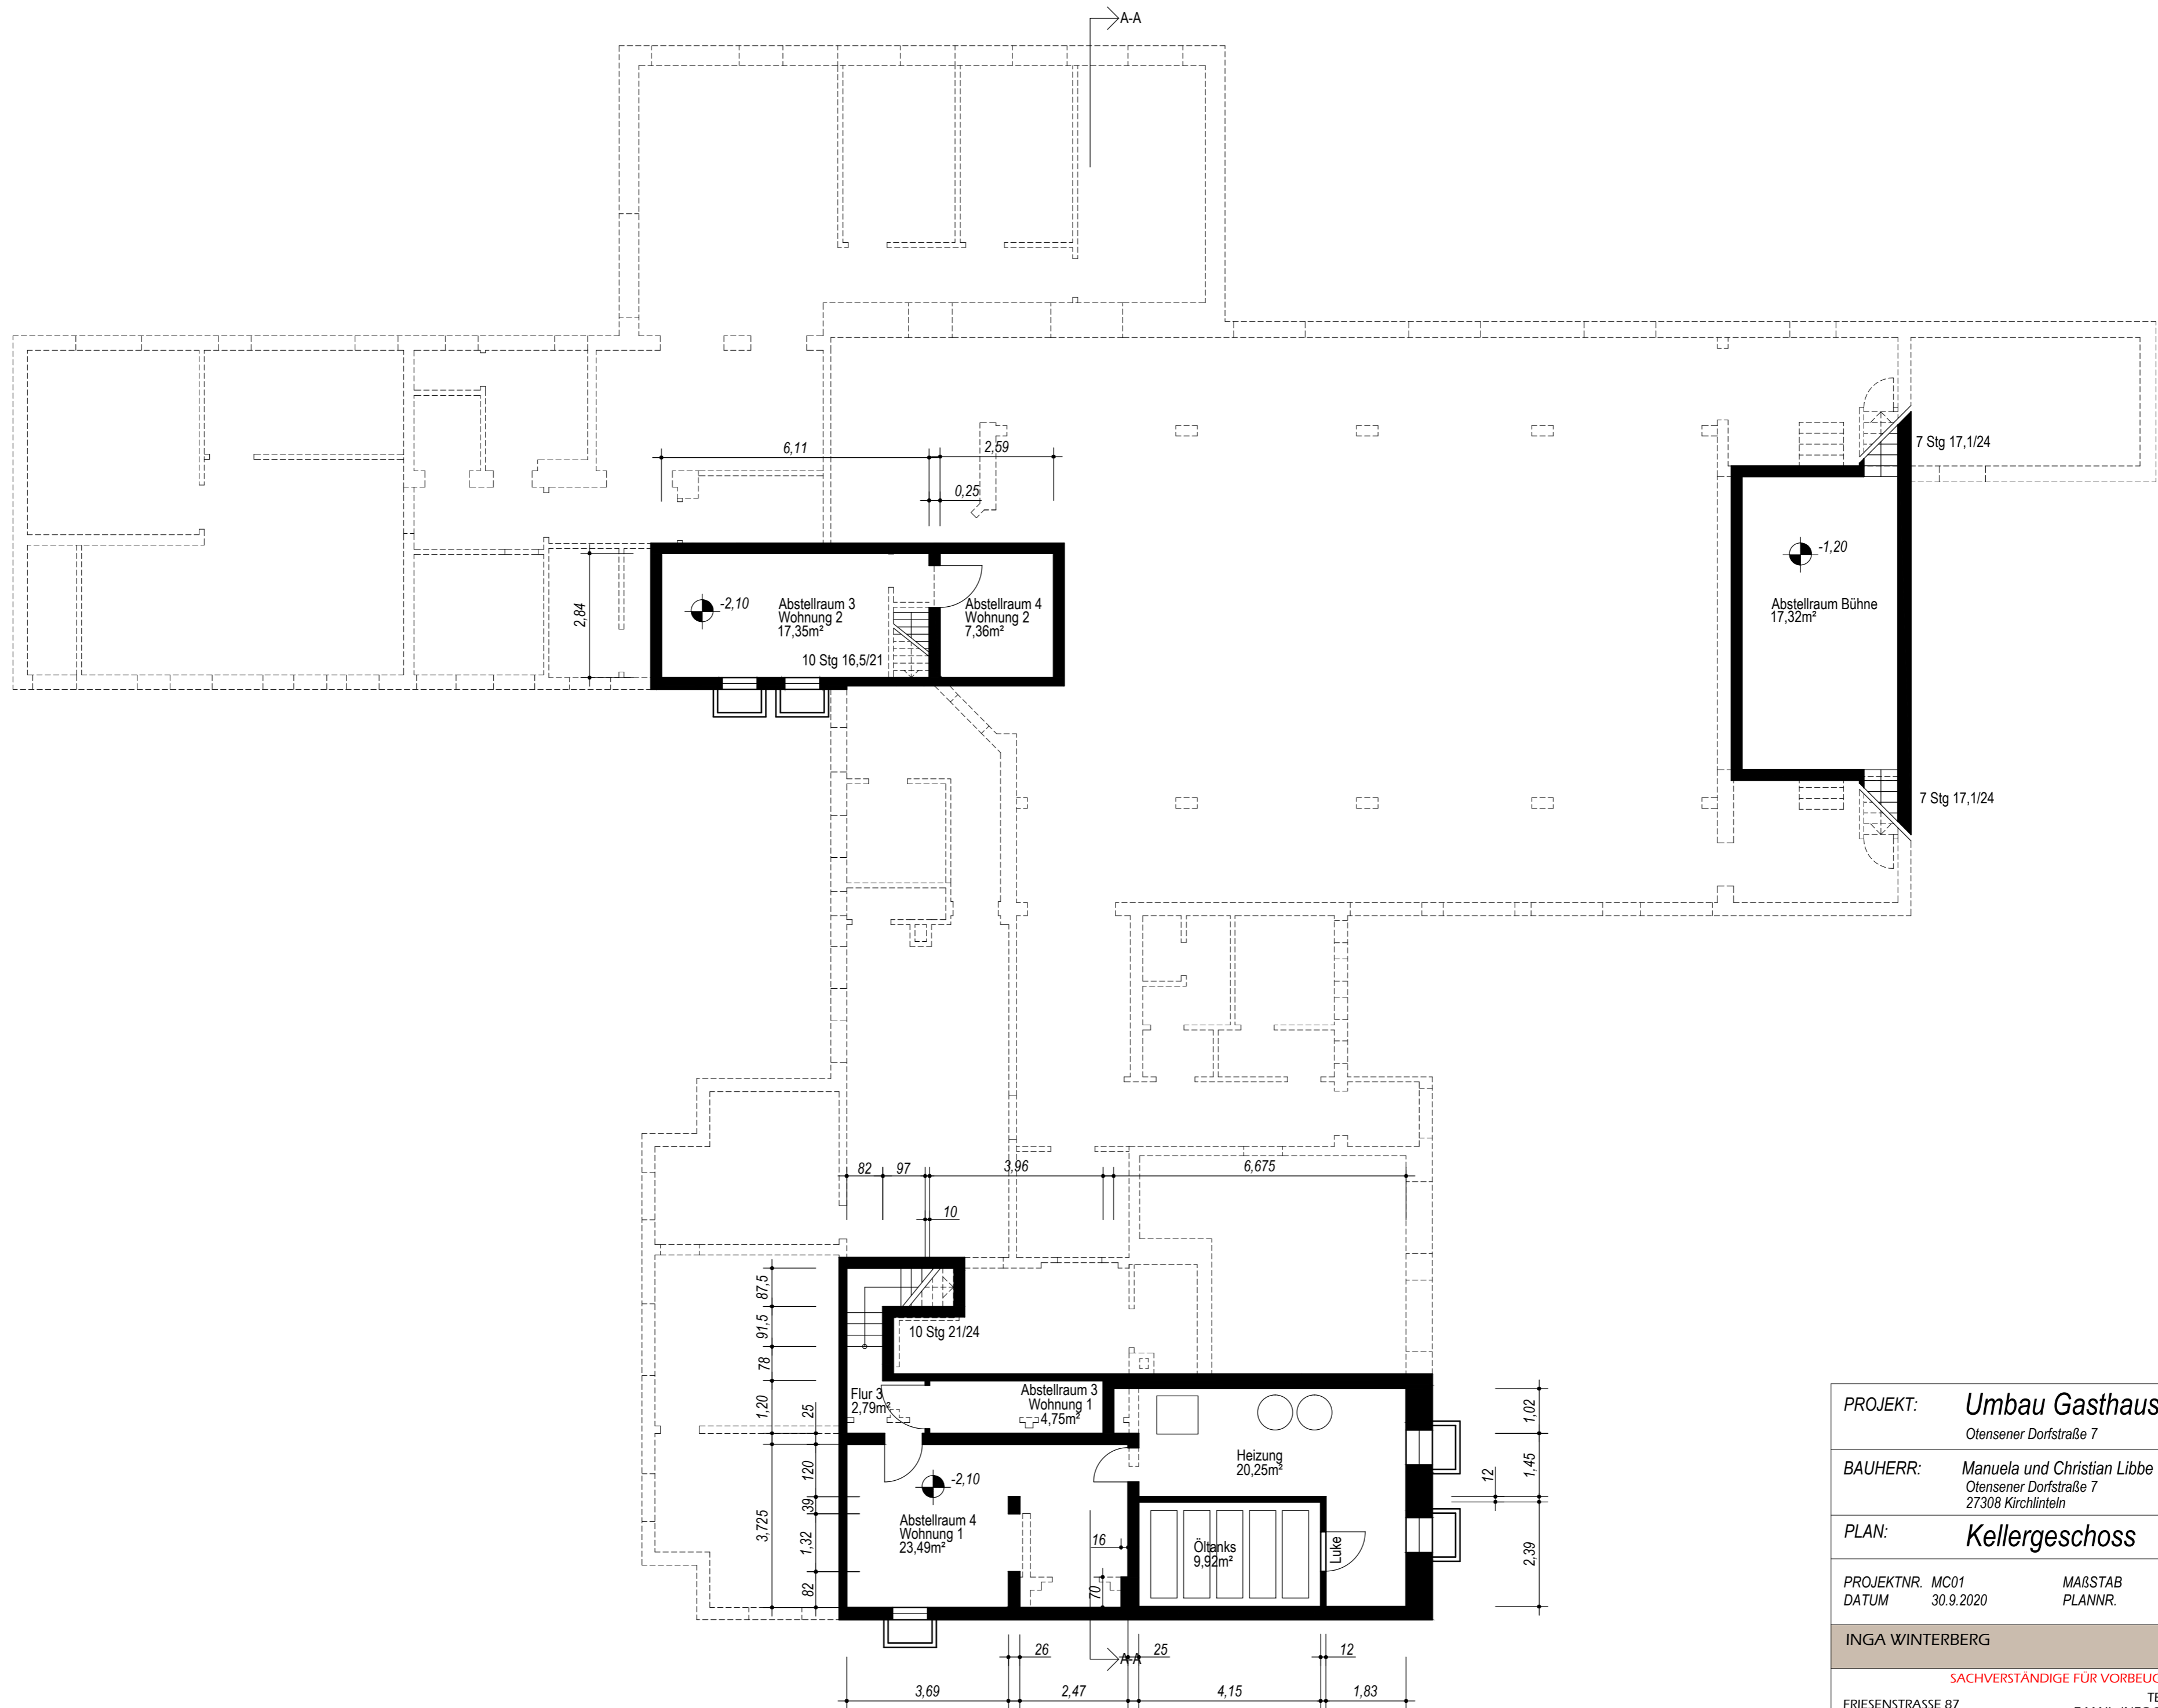 A-A
6,11
2,59
0,25
7 Stg 17,1/24
-1,20
Abstellraum Bühne
17,32m²
7 Stg 17,1/24
2,84
-2,10
Abstellraum 3
Wohnung 2
17,35m²
10 Stg 16,5/21
Abstellraum 4
Wohnung 2
7,36m²
82
97
3,96
6,675
10
87,5
91,5
78
1,20
25
3,725
120
39
1,32
82
10 Stg 21/24
Flur 3
2,79m²
Abstellraum 3
Wohnung 1
4,75m²
Heizung
20,25m²
-2,10
Abstellraum 4
Wohnung 1
23,49m²
16
70
Öltanks
9,92m²
Luke
1,02
1,45
12
2,39
26
A-A
25
12
3,69
2,47
4,15
1,83
PROJEKT: Umbau Gasthaus
Otensener Dorfstraße 7
BAUHERR: Manuela und Christian Libbe
Otensener Dorfstraße 7
27308 Kirchlinteln
PLAN: Kellergeschoss
PROJEKTNR. MC01 MAßSTAB
DATUM 30.9.2020 PLANNR.
INGA WINTERBERG
SACHVERSTÄNDIGE FÜR
FRIESENSTRASSE 87